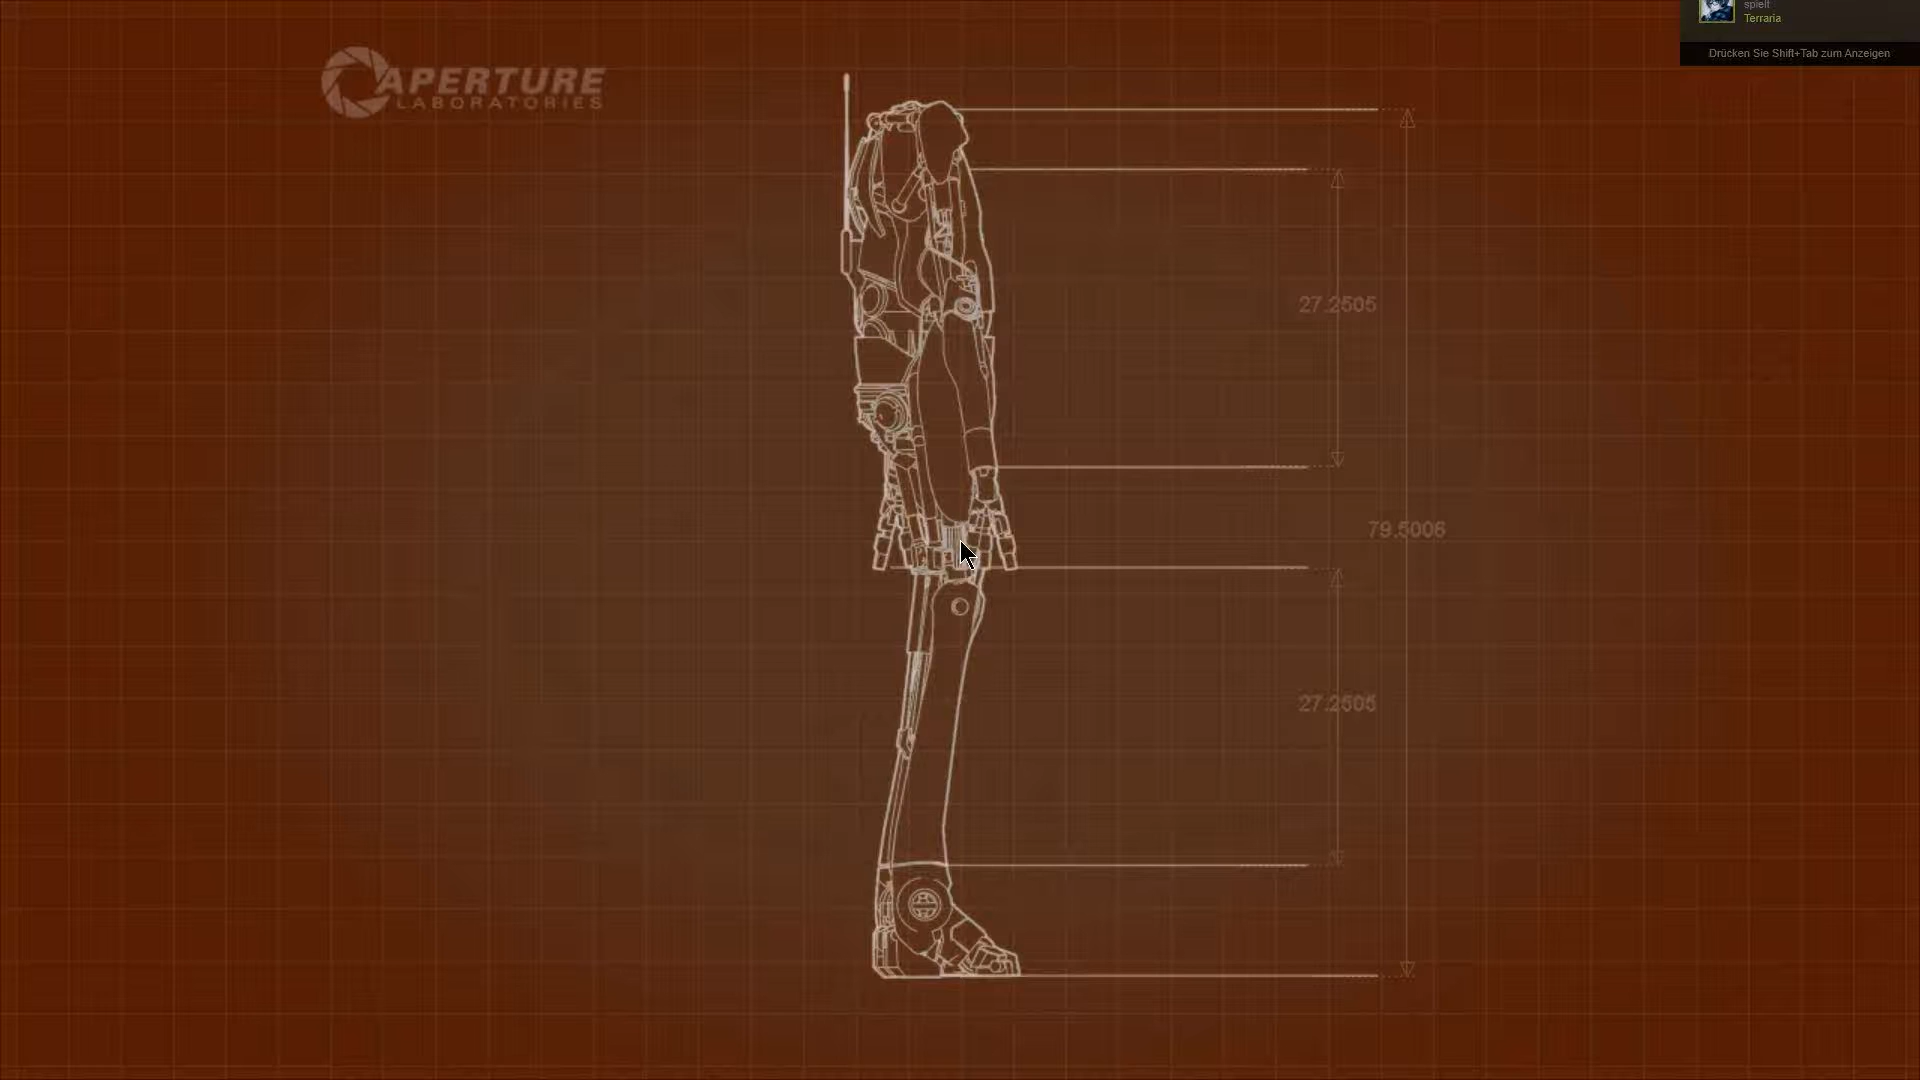 spielt
Terraria
Drücken Sie Shift+Tab zum Anzeigen
APERTURE
LABORATORIES
27.2505
79.5006
27.2505